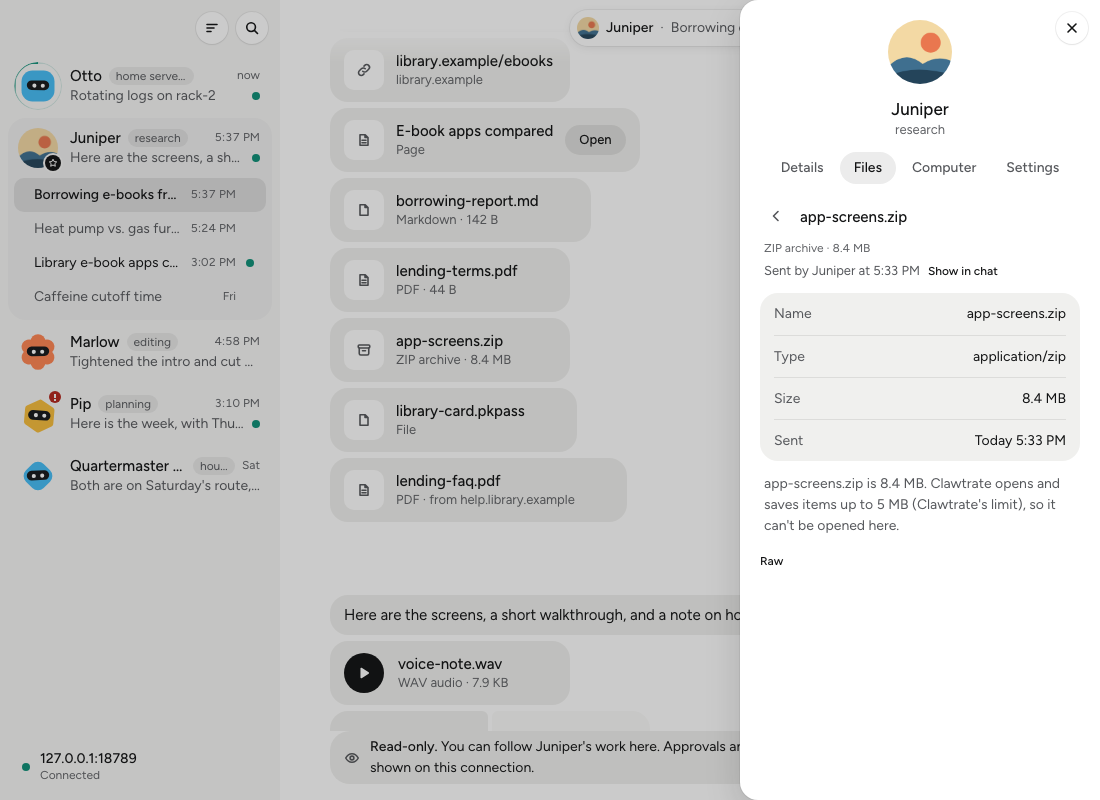 Otto home serve... now
Rotating logs on rack-2
Juniper research 5:37 PM
Here are the screens, a sh...
Borrowing e-books fr... 5:37 PM
Heat pump vs. gas fur... 5:24 PM
Library e-book apps c... 3:02 PM
Caffeine cutoff time Fri
Marlow editing 4:58 PM
Tightened the intro and cut ...
Pip planning 3:10 PM
Here is the week, with Thu...
Quartermaster ... hou... Sat
Both are on Saturday's route,...
127.0.0.1:18789
Connected
Juniper · Borrowing
library.example/ebooks
library.example
E-book apps compared
Page
Open
borrowing-report.md
Markdown · 142 B
lending-terms.pdf
PDF · 44 B
app-screens.zip
ZIP archive · 8.4 MB
library-card.pkpass
File
lending-faq.pdf
PDF · from help.library.example
Here are the screens, a short walkthrough, and a note on
voice-note.wav
WAV audio · 7.9 KB
Read-only. You can follow Juniper's work here. Approvals
shown on this connection.
Juniper
research
Details Files Computer Settings
app-screens.zip
ZIP archive · 8.4 MB
Sent by Juniper at 5:33 PM Show in chat
Name app-screens.zip
Type application/zip
Size 8.4 MB
Sent Today 5:33 PM
app-screens.zip is 8.4 MB. Clawtrate opens and
saves items up to 5 MB (Clawtrate's limit), so it
can't be opened here.
Raw